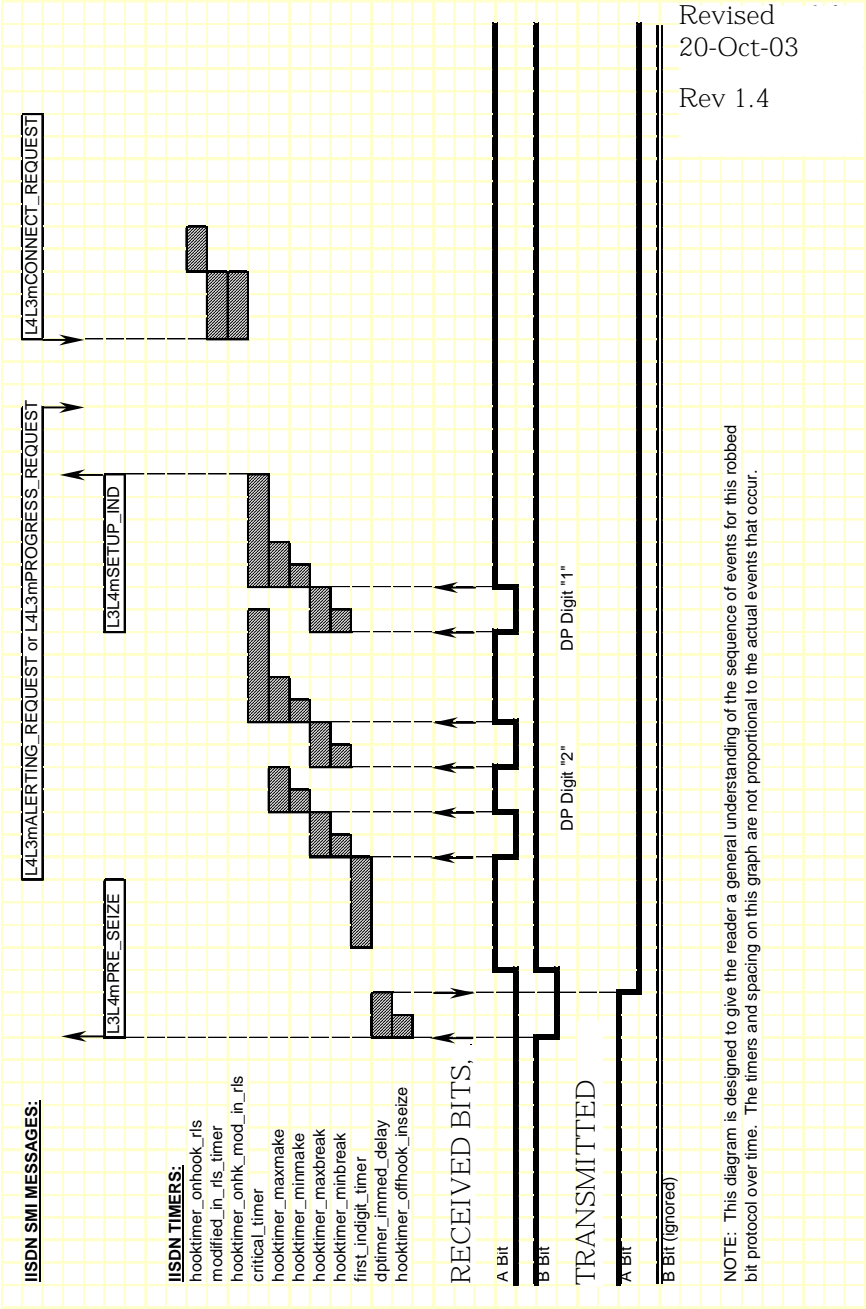 Revised
20-Oct-03
Rev 1.4
IISDN SMI MESSAGES:
L4L3mALERTING_REQUEST or L4L3mPROGRESS_REQUEST
L4L3mCONNECT_REQUEST
L3L4mPRE_SEIZE
L3L4mSETUP_IND
IISDN TIMERS:
hooktimer_onhook_rls
modified_in_rls_timer
hooktimer_onhk_mod_in_rls
critical_timer
hooktimer_maxmake
hooktimer_minmake
hooktimer_maxbreak
hooktimer_minbreak
first_indigit_timer
dptimer_immed_delay
hooktimer_offhook_inseize
RECEIVED BITS,
A Bit
B Bit
DP Digit "2"
DP Digit "1"
TRANSMITTED
A Bit
B Bit (ignored)
NOTE: This diagram is designed to give the reader a general understanding of the sequence of events for this robbed
bit protocol over time. The timers and spacing on this graph are not proportional to the actual events that occur.